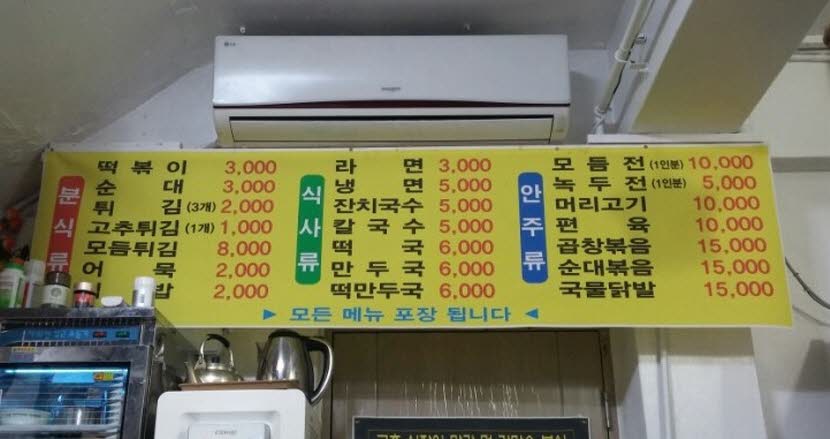 LG
분식류
떡볶이 3,000
순대 3,000
튀김 (3개) 2,000
고추튀김 (1개) 1,000
모듬튀김 8,000
어묵 2,000
밥 2,000
식사류
라면 3,000
냉면 5,000
잔치국수 5,000
칼국수 5,000
떡국 6,000
만두국 6,000
떡만두국 6,000
안주류
모듬전 (1인분) 10,000
녹두전 (1인분) 5,000
머리고기 10,000
편육 10,000
곱창볶음 15,000
순대볶음 15,000
국물닭발 15,000
▶ 모든 메뉴 포장 됩니다 ◀